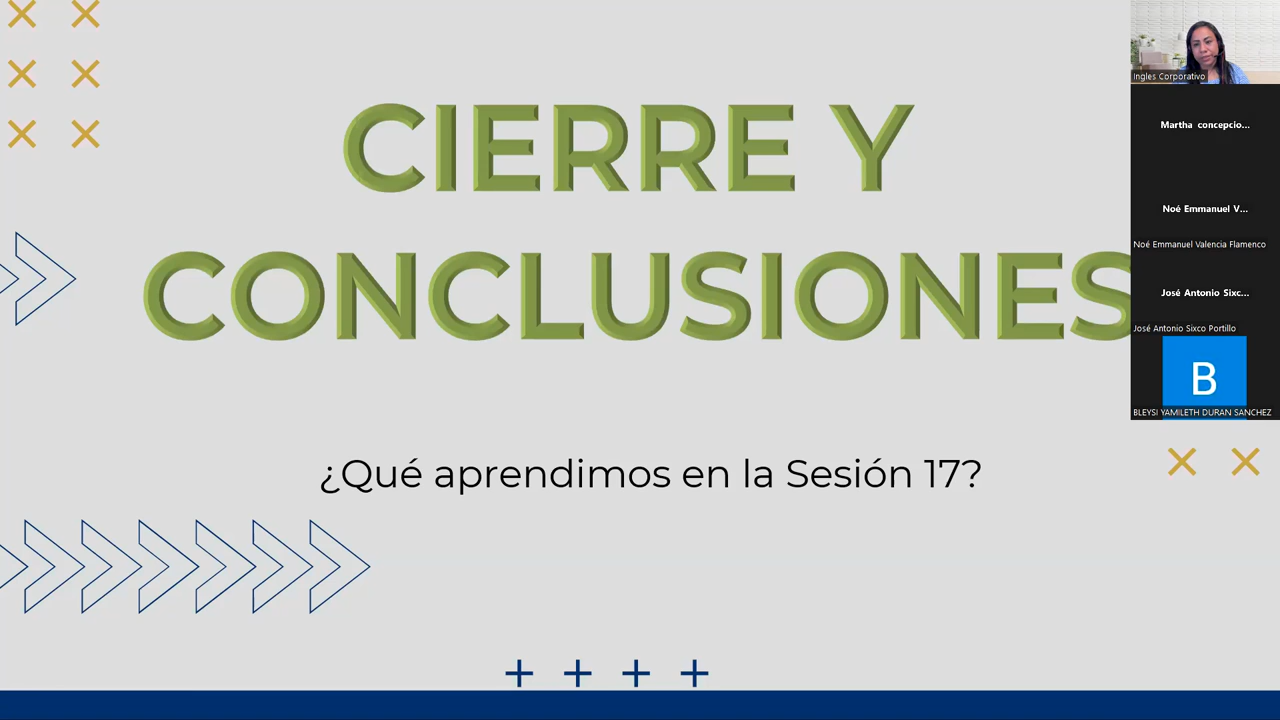 CIERRE Y
CONCLUSIONES
¿Qué aprendimos en la Sesión 17?
Ingles Corporativo
Martha concepcio...
Noé Emmanuel V...
Noé Emmanuel Valencia Flamenco
José Antonio Sixc...
José Antonio Sixco Portillo
B
BLEYSI YAMILETH DURAN SANCHEZ